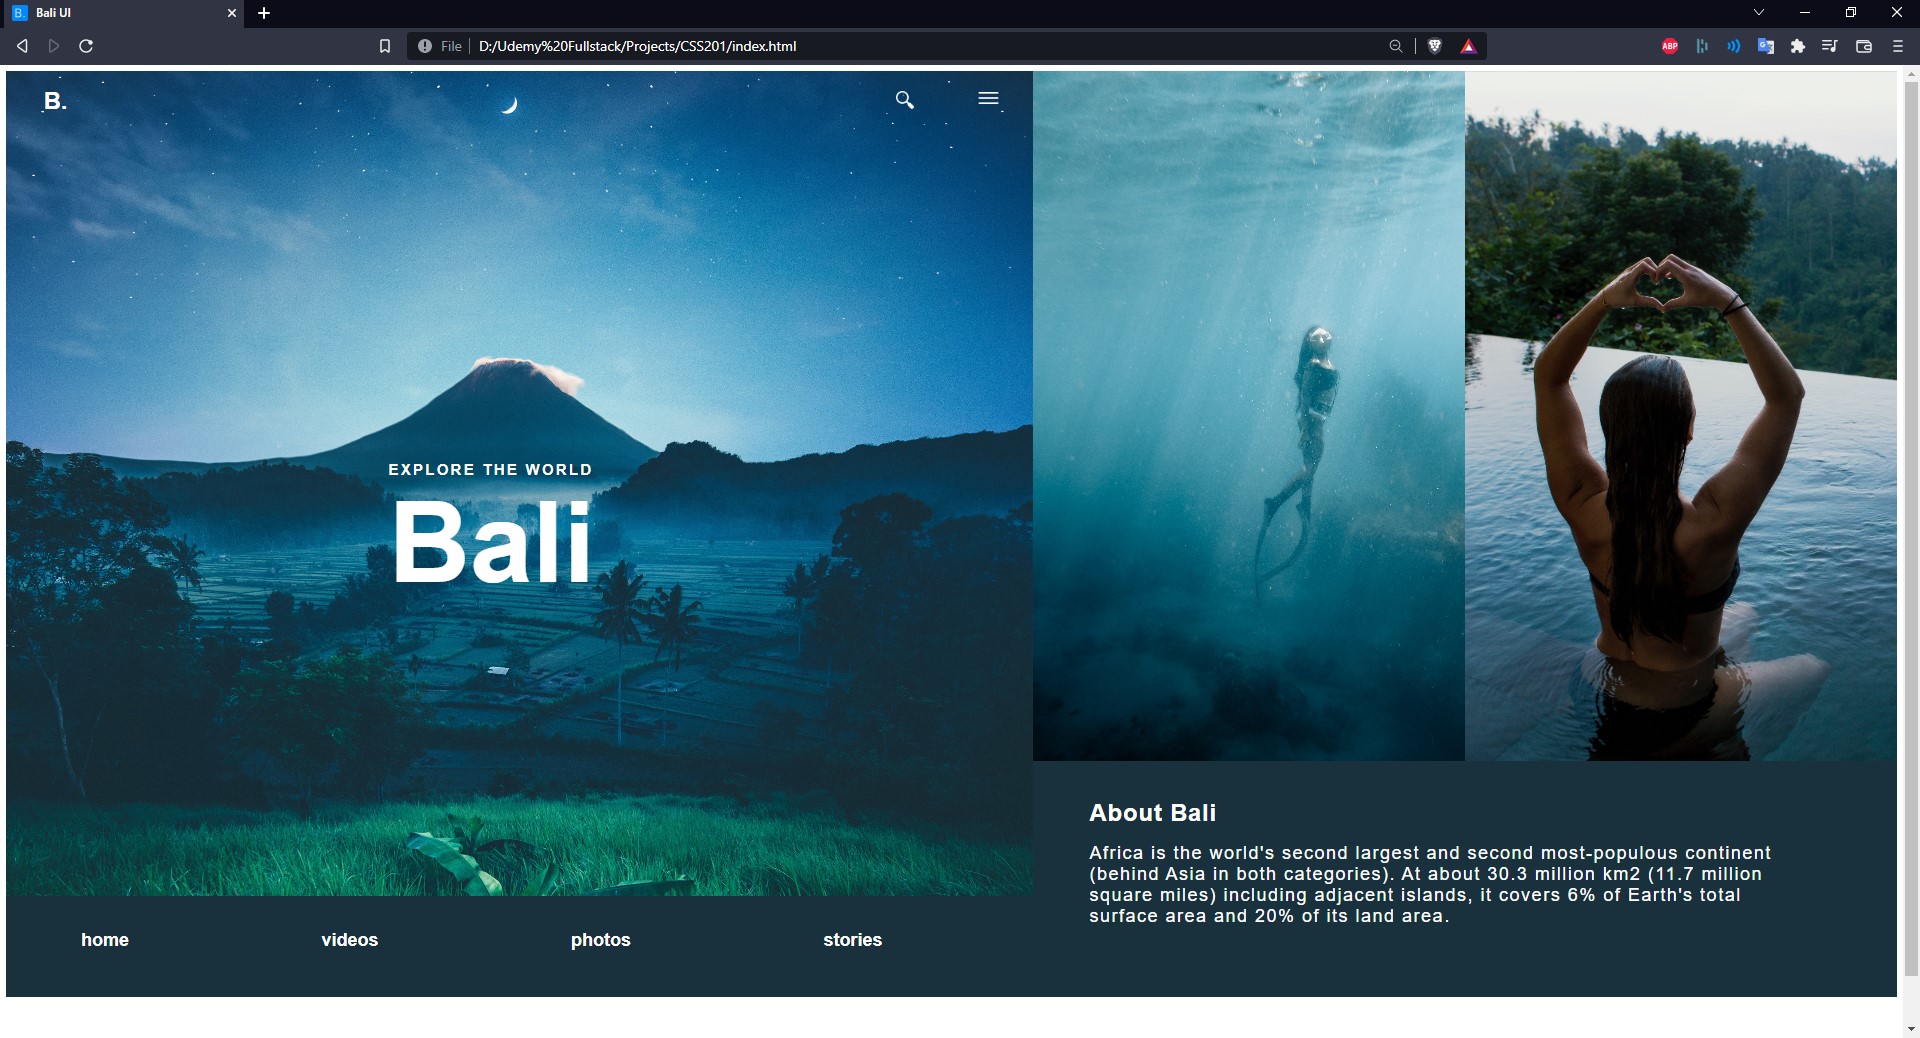 B. Bali UI
File D:/Udemy%20Fullstack/Projects/CSS201/index.html
ABP
B.
EXPLORE THE WORLD
Bali
home videos photos stories
About Bali
Africa is the world's second largest and second most-populous continent
(behind Asia in both categories). At about 30.3 million km2 (11.7 million
square miles) including adjacent islands, it covers 6% of Earth's total
surface area and 20% of its land area.